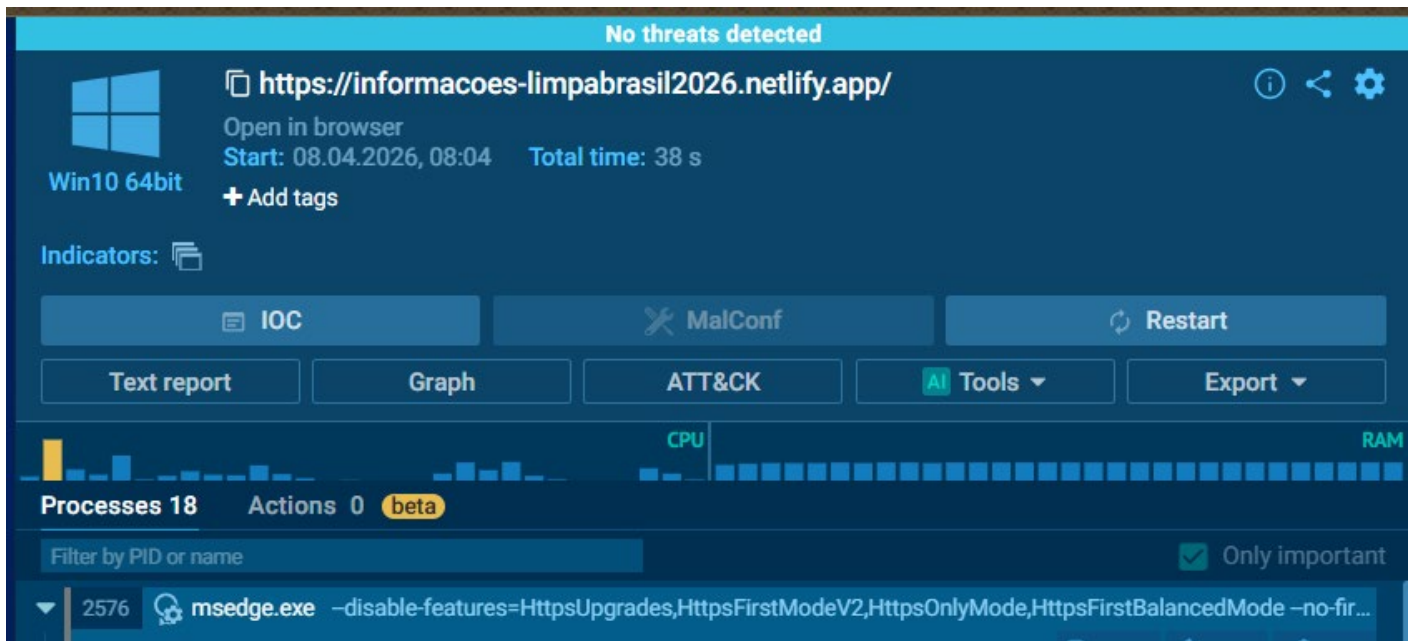 No threats detected
https://informacoes-limpabrasil2026.netlify.app/
Open in browser
Start: 08.04.2026, 08:04 Total time: 38 s
Win10 64bit
Add tags
Indicators:
IOC MalConf Restart
Text report Graph ATT&CK AI Tools Export
CPU RAM
Processes 18 Actions 0 beta
Filter by PID or name Only important
2576 msedge.exe –disable-features=HttpsUpgrades,HttpsFirstModeV2,HttpsOnlyMode,HttpsFirstBalancedMode –no-fir...